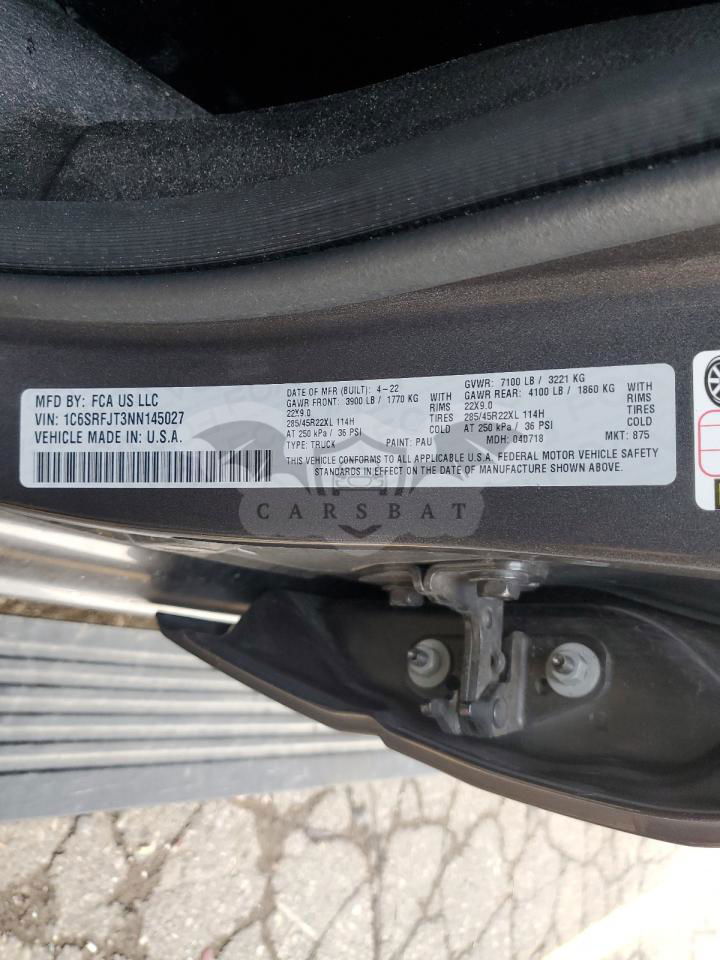 MFD BY: FCA US LLC
VIN: 1C6SRFJT3NN145027
VEHICLE MADE IN U.S.A.
DATE OF MFR (BUILT): 4-22
GAWR FRONT: 3900 LB / 1770 KG WITH
22X9.0 RIMS
285/45R22XL 114H TIRES
AT 250 kPa / 36 PSI COLD
TYPE: TRUCK PAINT: PAU
GVWR: 7100 LB / 3221 KG
GAWR REAR: 4100 LB / 1860 KG WITH
22X9.0 RIMS
285/45R22XL 114H TIRES
AT 250 kPa / 36 PSI COLD
MDH: 040718 MKT: 875
THIS VEHICLE CONFORMS TO ALL APPLICABLE U.S.A. FEDERAL MOTOR VEHICLE SAFETY
STANDARDS IN EFFECT ON THE DATE OF MANUFACTURE SHOWN ABOVE.
CARSBAT